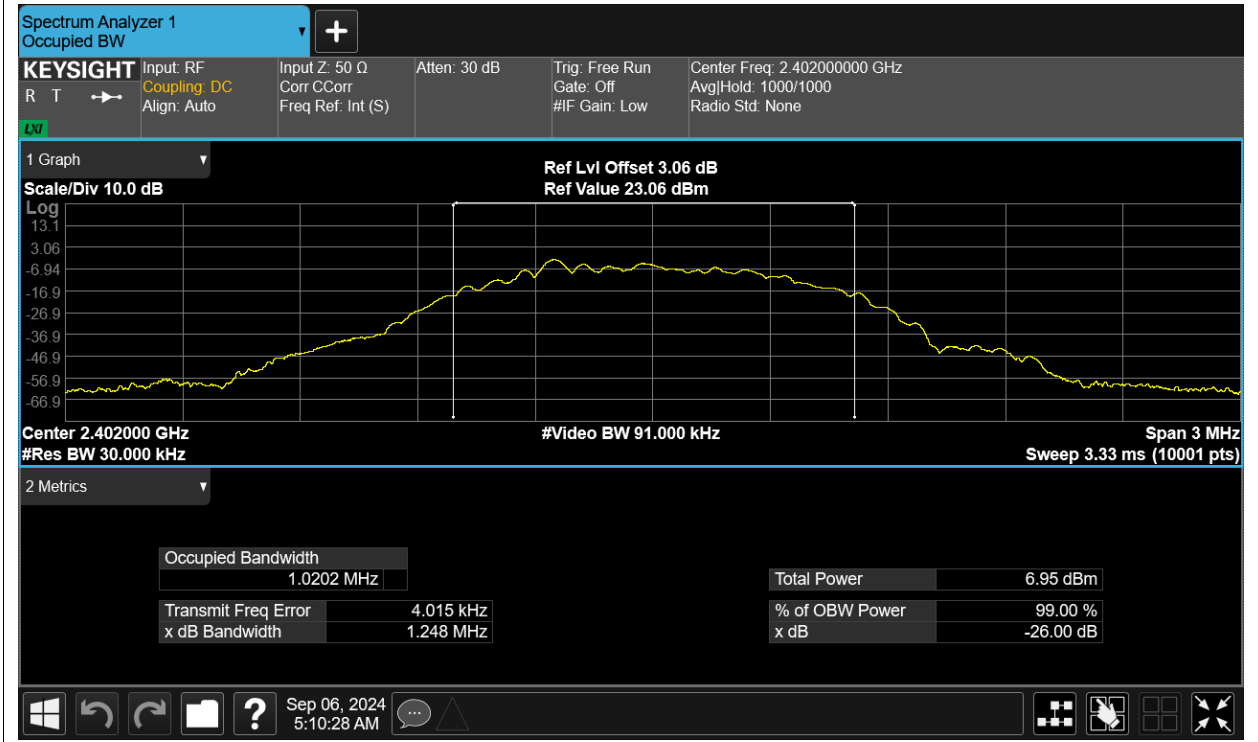 Spectrum Analyzer 1
Occupied BW
KEYSIGHT
R T
LXI
Input: RF
Coupling: DC
Align: Auto
Input Z: 50 Ω
Corr CCorr
Freq Ref: Int (S)
Atten: 30 dB
Trig: Free Run
Gate: Off
#IF Gain: Low
Center Freq: 2.402000000 GHz
Avg|Hold: 1000/1000
Radio Std: None
1 Graph
Scale/Div 10.0 dB
Ref Lvl Offset 3.06 dB
Ref Value 23.06 dBm
Log
13.1
3.06
-6.94
-16.9
-26.9
-36.9
-46.9
-56.9
-66.9
Center 2.402000 GHz
#Video BW 91.000 kHz
Span 3 MHz
#Res BW 30.000 kHz
Sweep 3.33 ms (10001 pts)
2 Metrics
Occupied Bandwidth
1.0202 MHz
Total Power 6.95 dBm
Transmit Freq Error 4.015 kHz
% of OBW Power 99.00 %
x dB Bandwidth 1.248 MHz
x dB -26.00 dB
?
Sep 06, 2024
5:10:28 AM